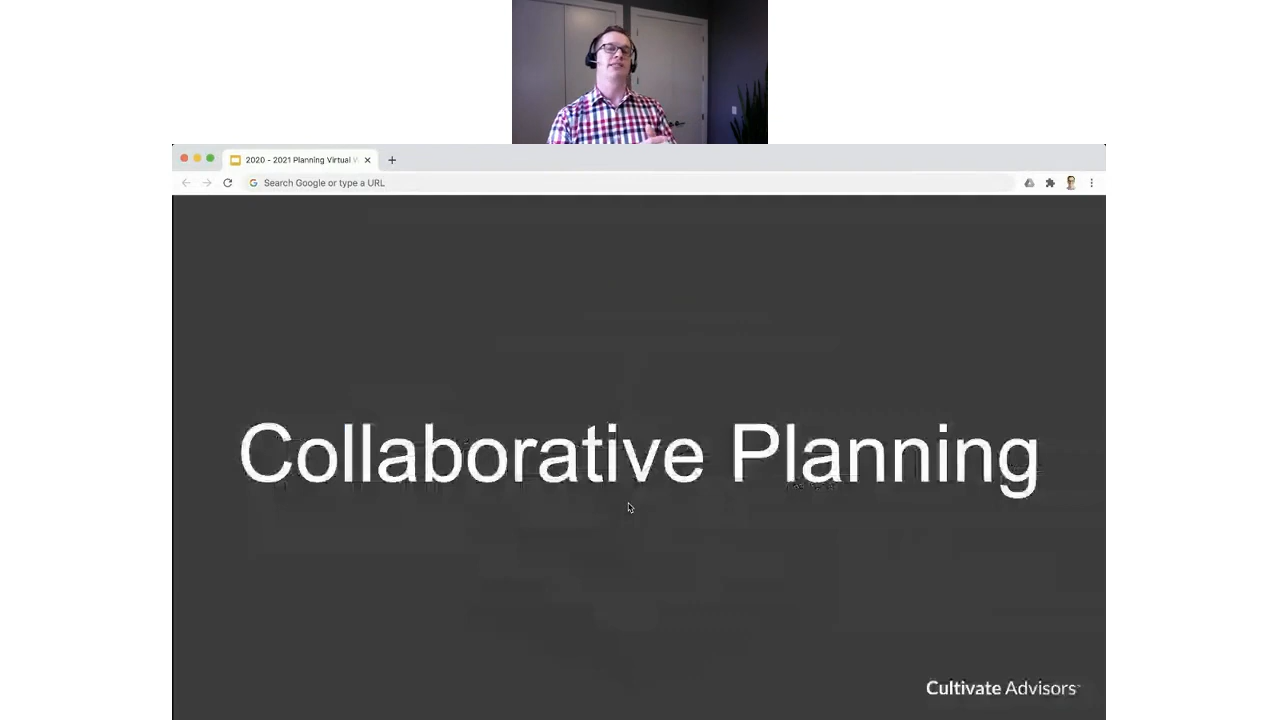 2020 - 2021 Planning Virtual
Search Google or type a URL
Collaborative Planning
Cultivate Advisors